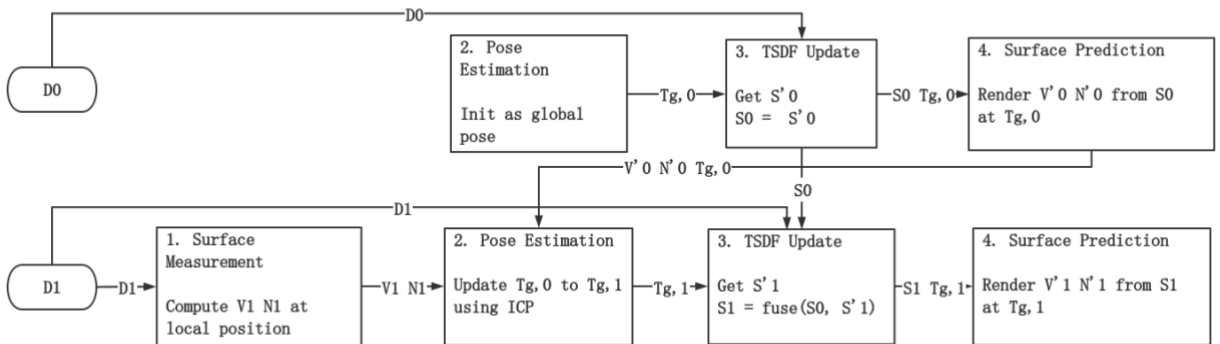 D0
D0
2. Pose
Estimation
Init as global
pose
Tg, 0
3. TSDF Update
Get S'0
S0 = S'0
S0 Tg, 0
4. Surface Prediction
Render V'0 N'0 from S0
at Tg, 0
V'0 N'0 Tg, 0
S0
D1
D1
D1
1. Surface
Measurement
Compute V1 N1 at
local position
V1 N1
2. Pose Estimation
Update Tg, 0 to Tg, 1
using ICP
Tg, 1
3. TSDF Update
Get S'1
S1 = fuse(S0, S'1)
S1 Tg, 1
4. Surface Prediction
Render V'1 N'1 from S1
at Tg, 1